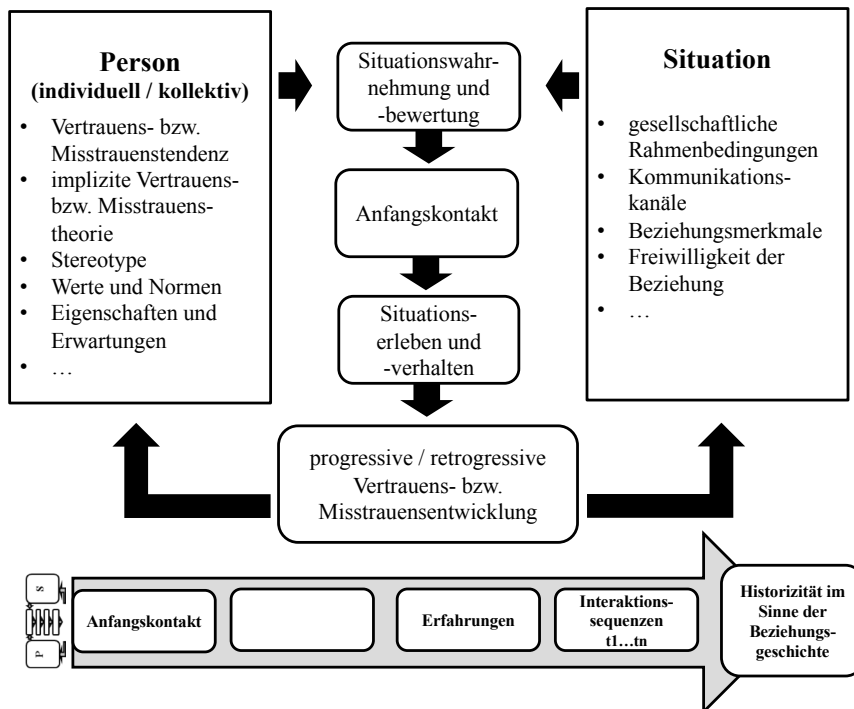 Person
(individuell / kollektiv)
• Vertrauens- bzw.
Misstrauenstendenz
• implizite Vertrauens-
bzw. Misstrauens-
theorie
• Stereotype
• Werte und Normen
• Eigenschaften und
Erwartungen
• …
Situationswahr-
nehmung und
-bewertung
Anfangskontakt
Situations-
erleben und
-verhalten
progressive / retrogressive
Vertrauens- bzw.
Misstrauensentwicklung
Situation
• gesellschaftliche
Rahmenbedingungen
• Kommunikations-
kanäle
• Beziehungsmerkmale
• Freiwilligkeit der
Beziehung
• …
S
P
Anfangskontakt
Erfahrungen
Interaktions-
sequenzen
t1…tn
Historizität im
Sinne der
Beziehungs-
geschichte